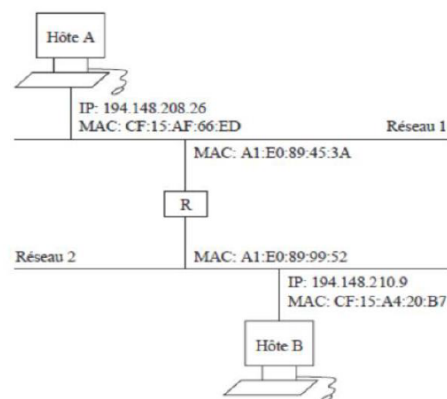 Hôte A
IP: 194.148.208.26
MAC: CF:15:AF:66:ED
Réseau 1
MAC: A1:E0:89:45:3A
R
Réseau 2
MAC: A1:E0:89:99:52
IP: 194.148.210.9
MAC: CF:15:A4:20:B7
Hôte B